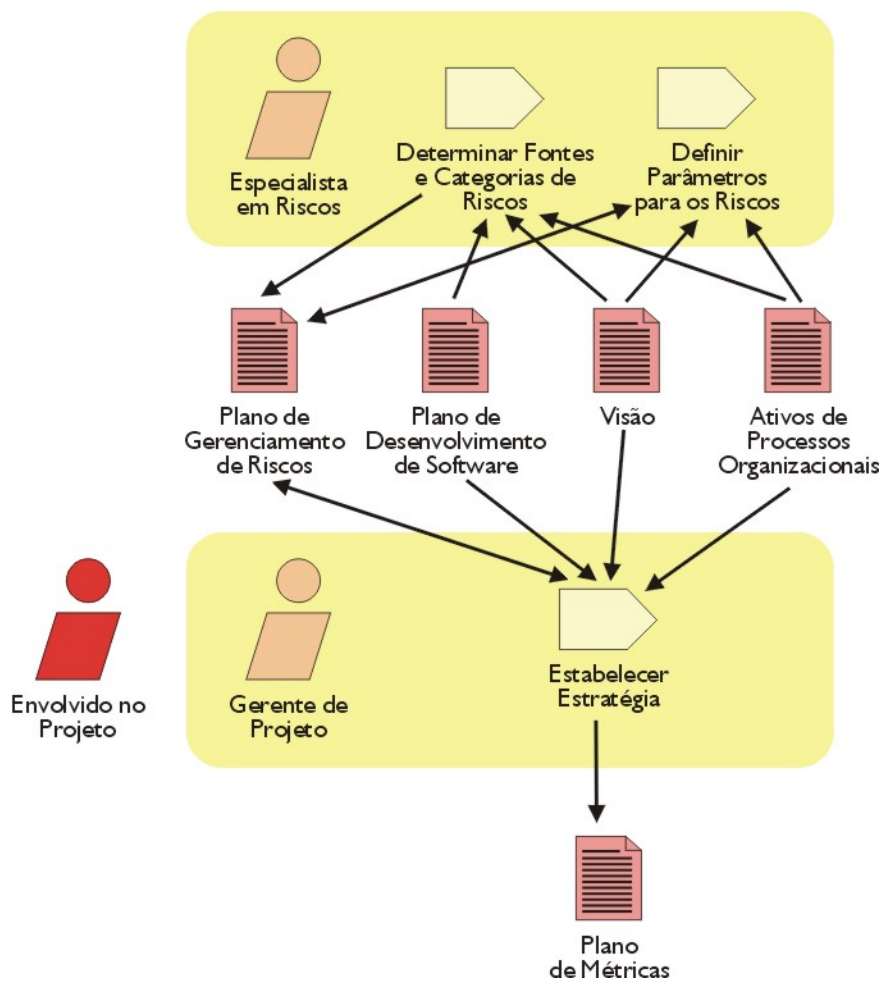 Especialista
em Riscos
Determinar Fontes
e Categorias de
Riscos
Definir
Parâmetros
para os Riscos
Plano de
Gerenciamento
de Riscos
Plano de
Desenvolvimento
de Software
Visão
Ativos de
Processos
Organizacionais
Envolvido no
Projeto
Gerente de
Projeto
Estabelecer
Estratégia
Plano
de Métricas